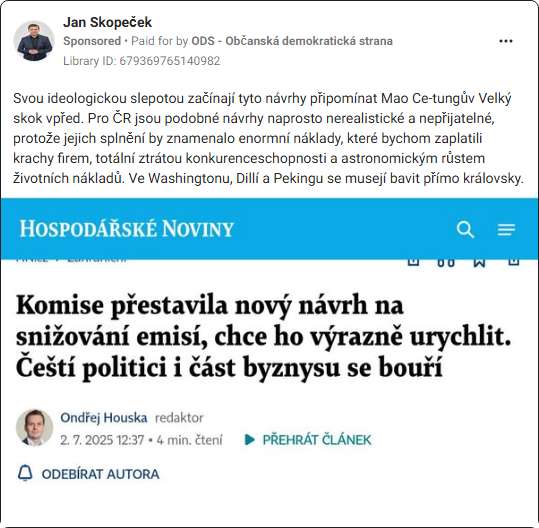 Jan Skopeček
Sponsored • Paid for by ODS - Občanská demokratická strana
Library ID: 679369765140982
Svou ideologickou slepotou začínají tyto návrhy připomínat Mao Ce-tungův Velký
skok vpřed. Pro ČR jsou podobné návrhy naprosto nerealistické a nepřijatelné,
protože jejich splnění by znamenalo enormní náklady, které bychom zaplatili
krachy firem, totální ztrátou konkurenceschopnosti a astronomickým růstem
životních nákladů. Ve Washingtonu, Dillí a Pekingu se musejí bavit přímo královsky.
HOSPODÁŘSKÉ NOVINY
Komise přestavila nový návrh na
snižování emisí, chce ho výrazně urychlit.
Čeští politici i část byznysu se bouří
Ondřej Houska redaktor
2. 7. 2025 12:37 • 4 min. čtení PŘEHRÁT ČLÁNEK
ODEBÍRAT AUTORA